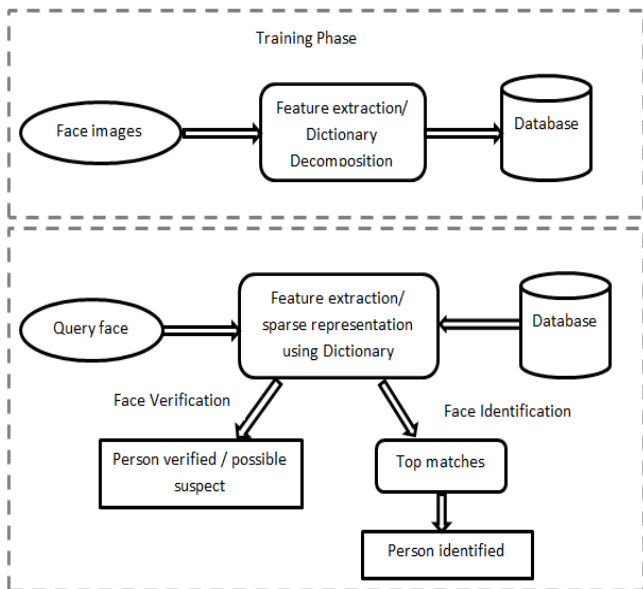 Training Phase
Face images
Feature extraction/
Dictionary
Decomposition
Database
Query face
Feature extraction/
sparse representation
using Dictionary
Database
Face Verification
Face Identification
Person verified / possible
suspect
Top matches
Person identified